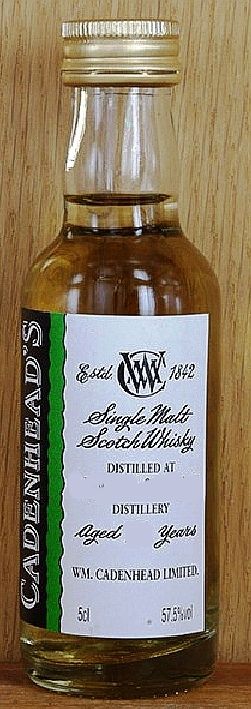 CADENHEAD'S
Estd. WC 1842
Single Malt
Scotch Whisky
DISTILLED AT
DISTILLERY
Aged Years
WM. CADENHEAD LIMITED.
5cl 57.5%vol